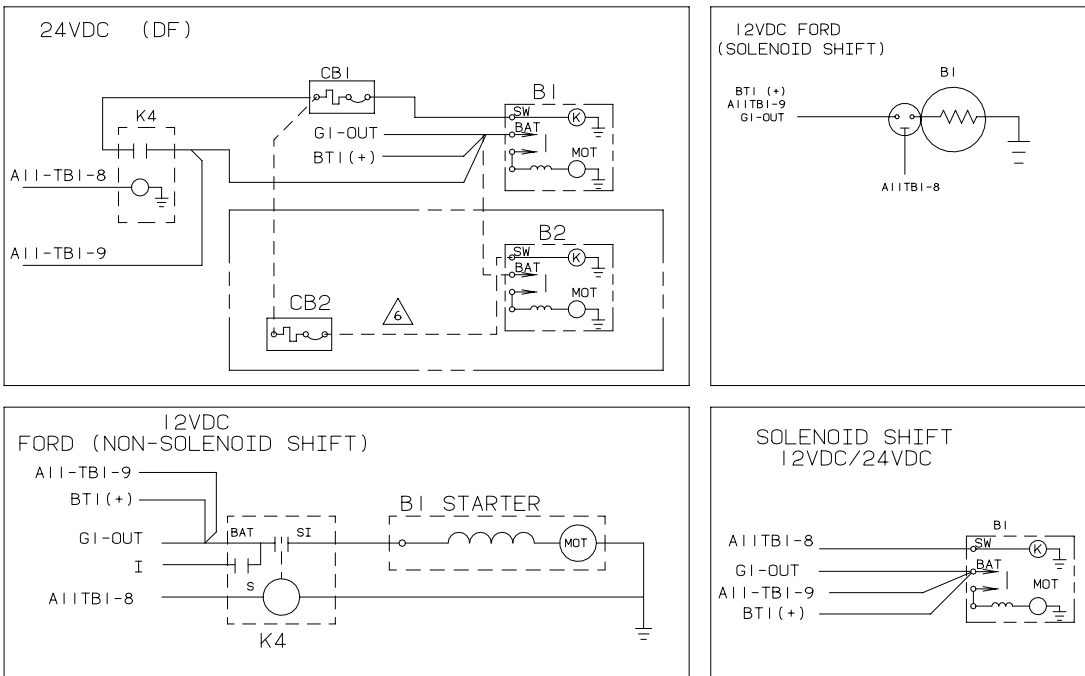 24VDC (DF)
CB1
K4
B1
SW
K
G1-OUT
BAT
BT1(+)
MOT
A11-TB1-8
A11-TB1-9
B2
SW
K
BAT
MOT
CB2
6
12VDC FORD
(SOLENOID SHIFT)
B1
BT1 (+)
A11TB1-9
G1-OUT
A11TB1-8
12VDC
FORD (NON-SOLENOID SHIFT)
A11-TB1-9
BT1(+)
B1 STARTER
G1-OUT
BAT
SI
MOT
I
S
A11TB1-8
K4
SOLENOID SHIFT
12VDC/24VDC
B1
A11TB1-8
SW
K
G1-OUT
BAT
A11-TB1-9
MOT
BT1(+)